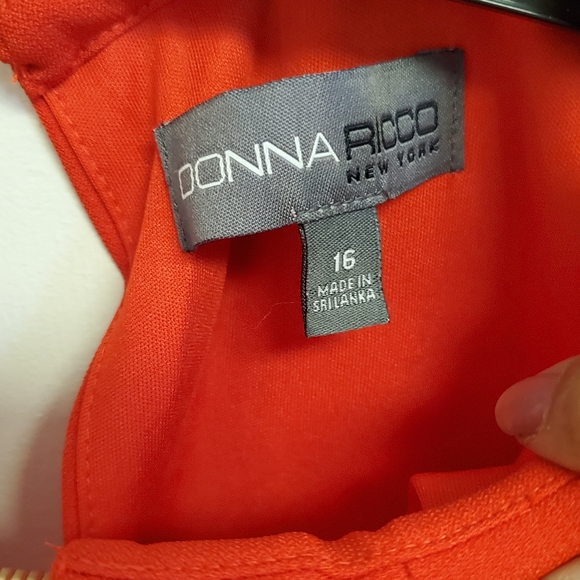 DONNA RICCO
NEW YORK
16
MADE IN
SRI LANKA